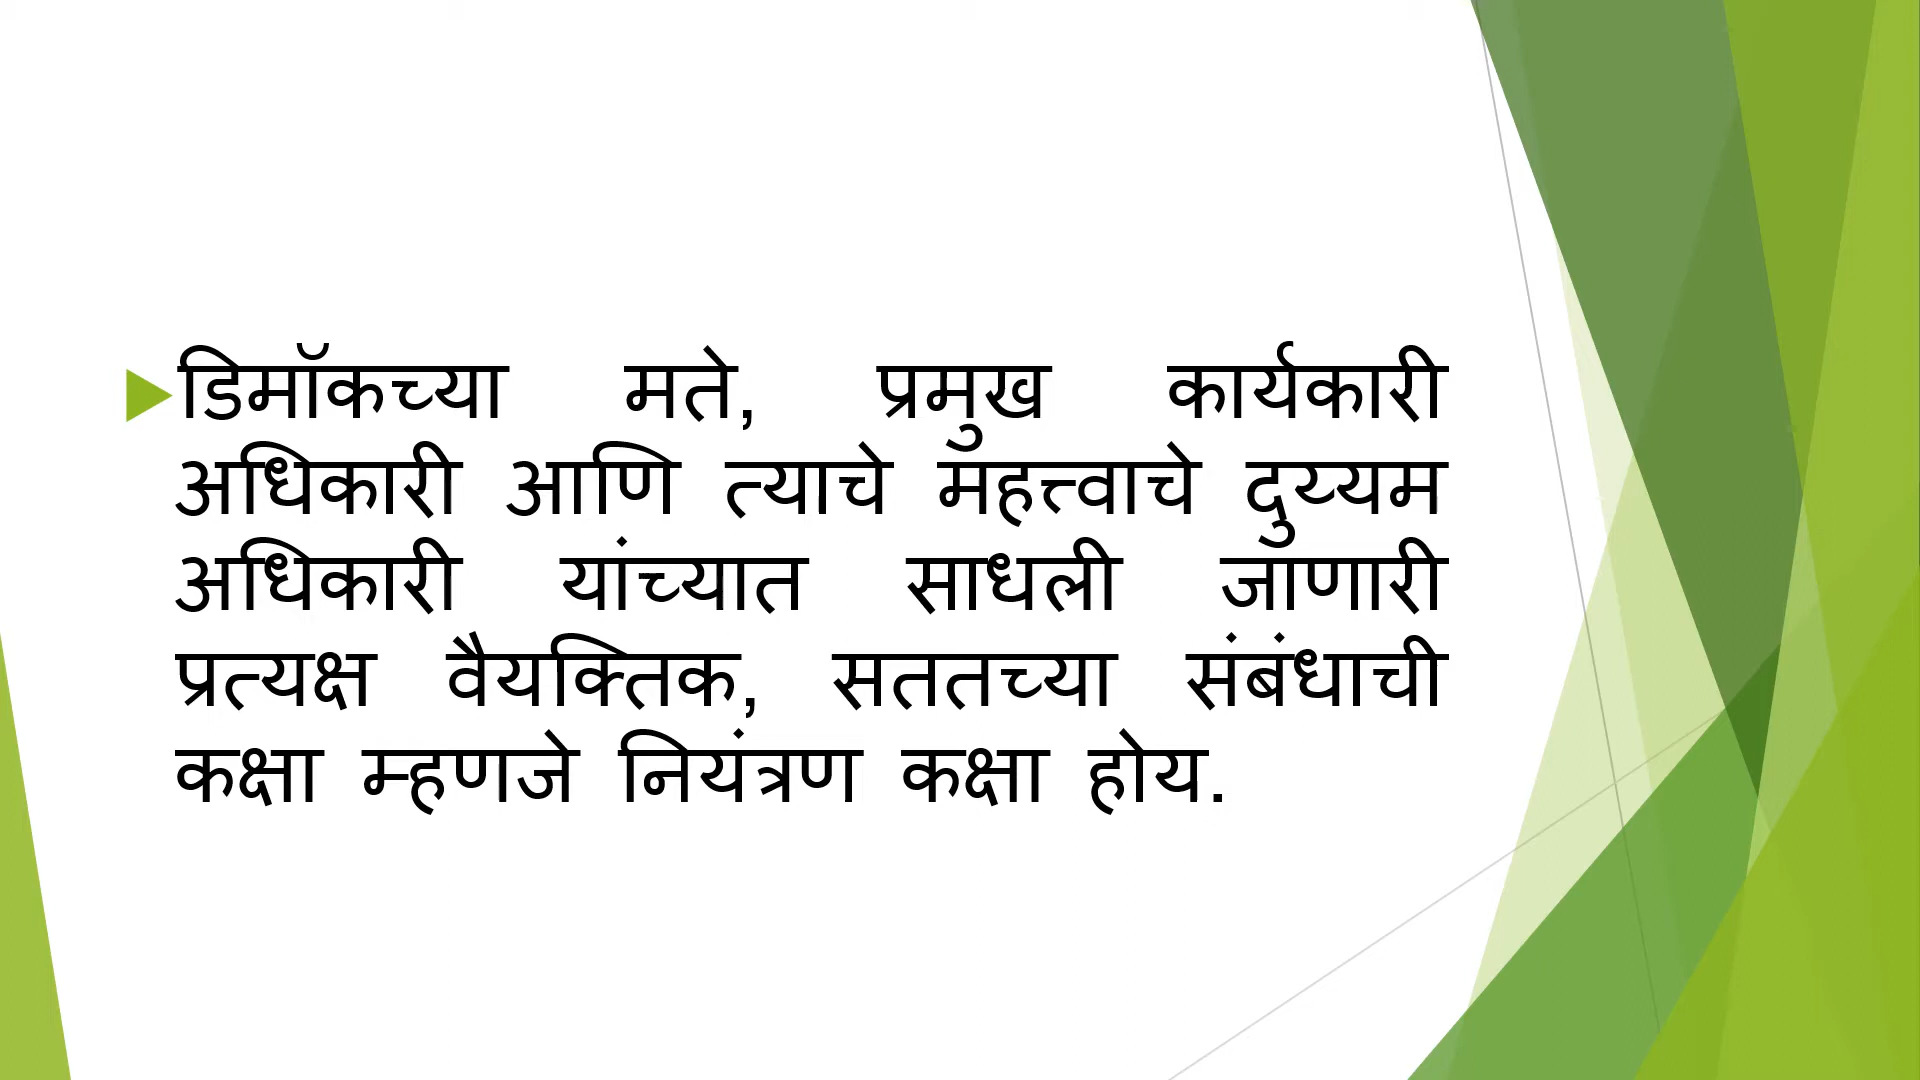 डिमॉकच्या मते, प्रमुख कार्यकारी
अधिकारी आणि त्याचे महत्त्वाचे दुय्यम
अधिकारी यांच्यात साधली जाणारी
प्रत्यक्ष वैयक्तिक, सततच्या संबंधाची
कक्षा म्हणजे नियंत्रण कक्षा होय.